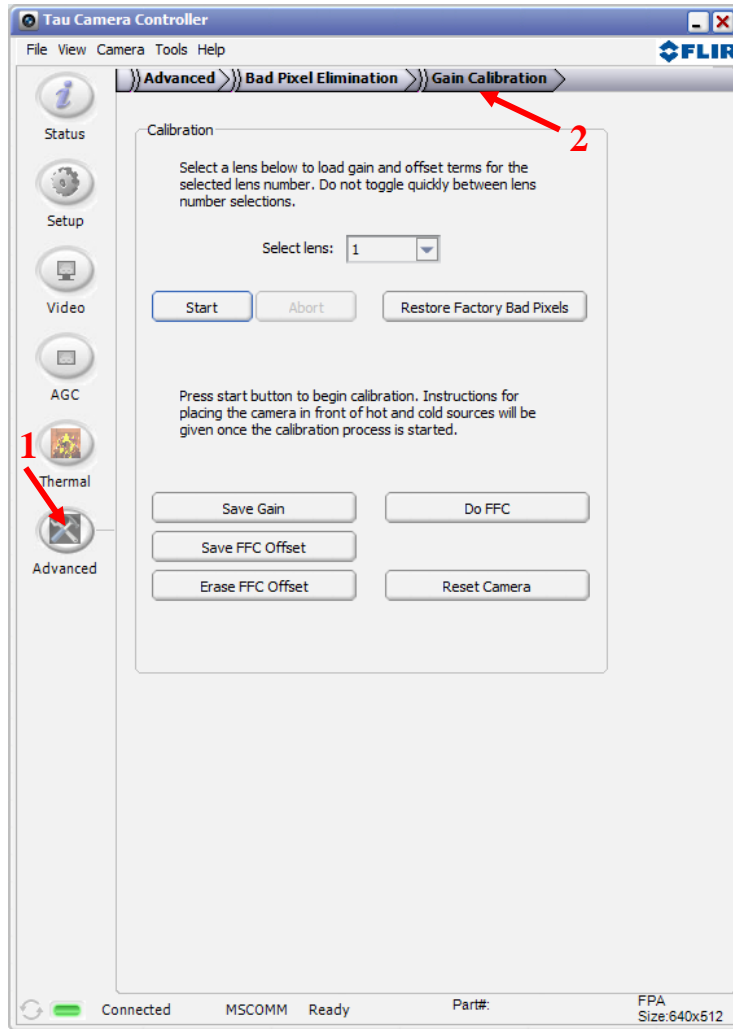 Tau Camera Controller
File View Camera Tools Help
FLIR
Advanced Bad Pixel Elimination Gain Calibration
2
Status
Setup
Video
AGC
1
Thermal
Advanced
Calibration
Select a lens below to load gain and offset terms for the
selected lens number. Do not toggle quickly between lens
number selections.
Select lens: 1
Start Abort Restore Factory Bad Pixels
Press start button to begin calibration. Instructions for
placing the camera in front of hot and cold sources will be
given once the calibration process is started.
Save Gain Do FFC
Save FFC Offset
Erase FFC Offset Reset Camera
Connected MSCOMM Ready Part#: FPA
Size:640x512